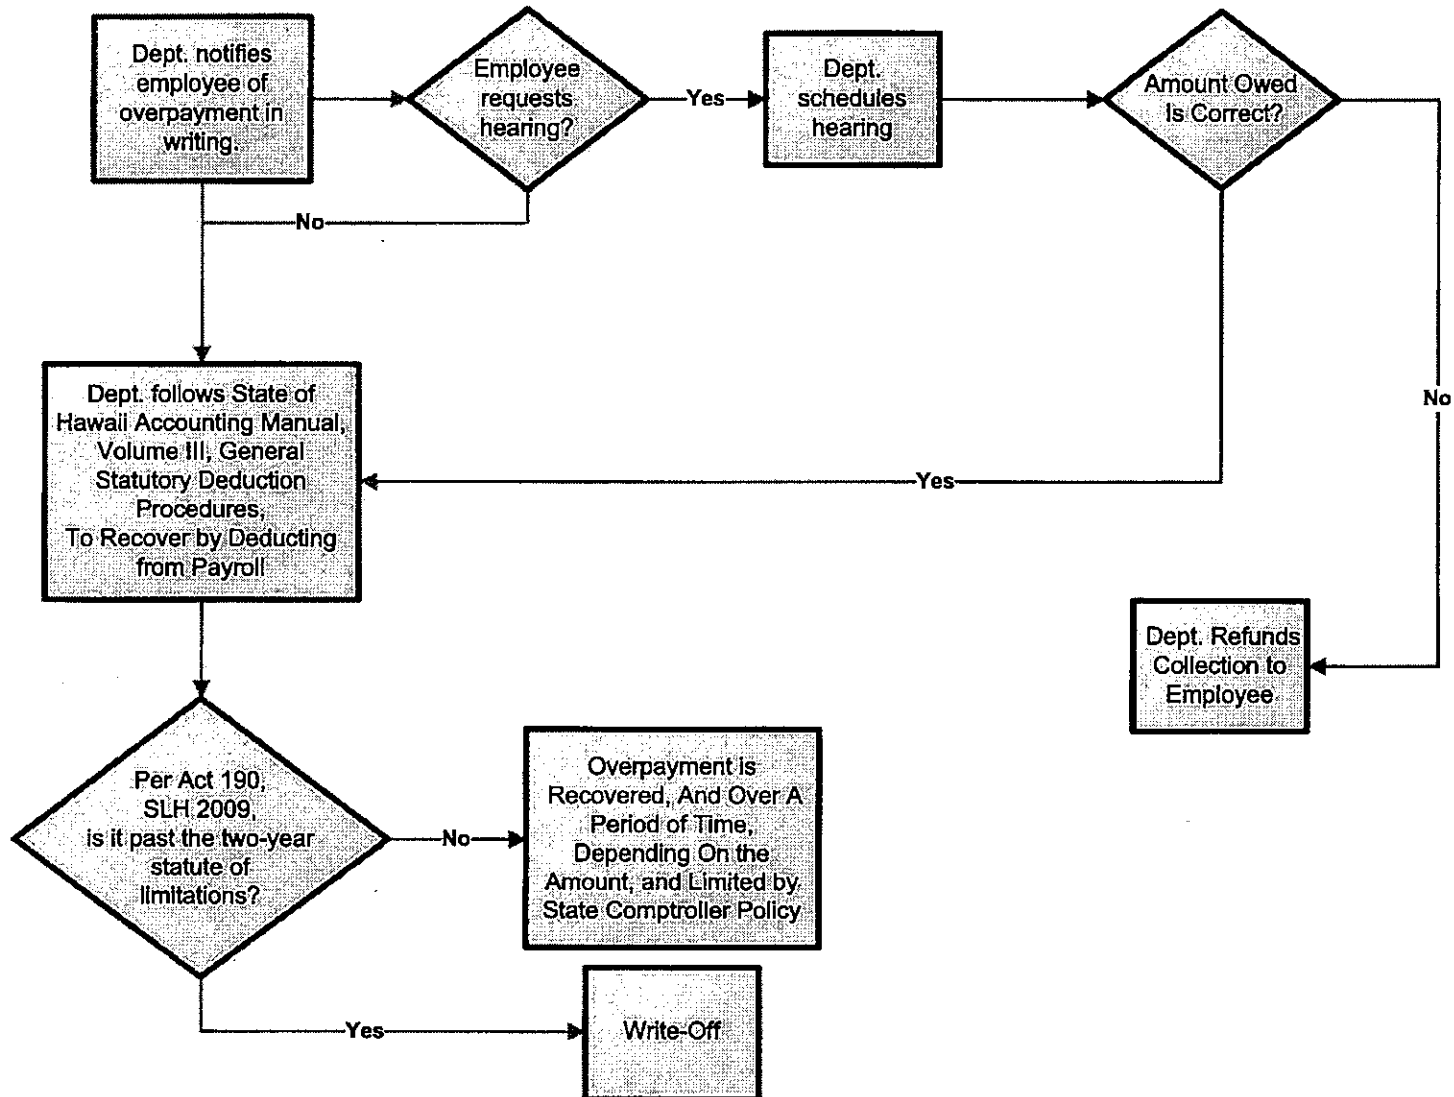 Dept. notifies
employee of
overpayment in
writing.
Employee
requests
hearing?
Yes
Dept.
schedules
hearing
Amount Owed
Is Correct?
No
No
Dept. follows State of
Hawaii Accounting Manual,
Volume III, General
Statutory Deduction
Procedures,
To Recover by Deducting
from Payroll
Yes
Dept. Refunds
Collection to
Employee
Per Act 190,
SLH 2009,
is it past the two-year
statute of
limitations?
No
Overpayment is
Recovered, And Over A
Period of Time,
Depending On the
Amount, and Limited by
State Comptroller Policy
Yes
Write-Off